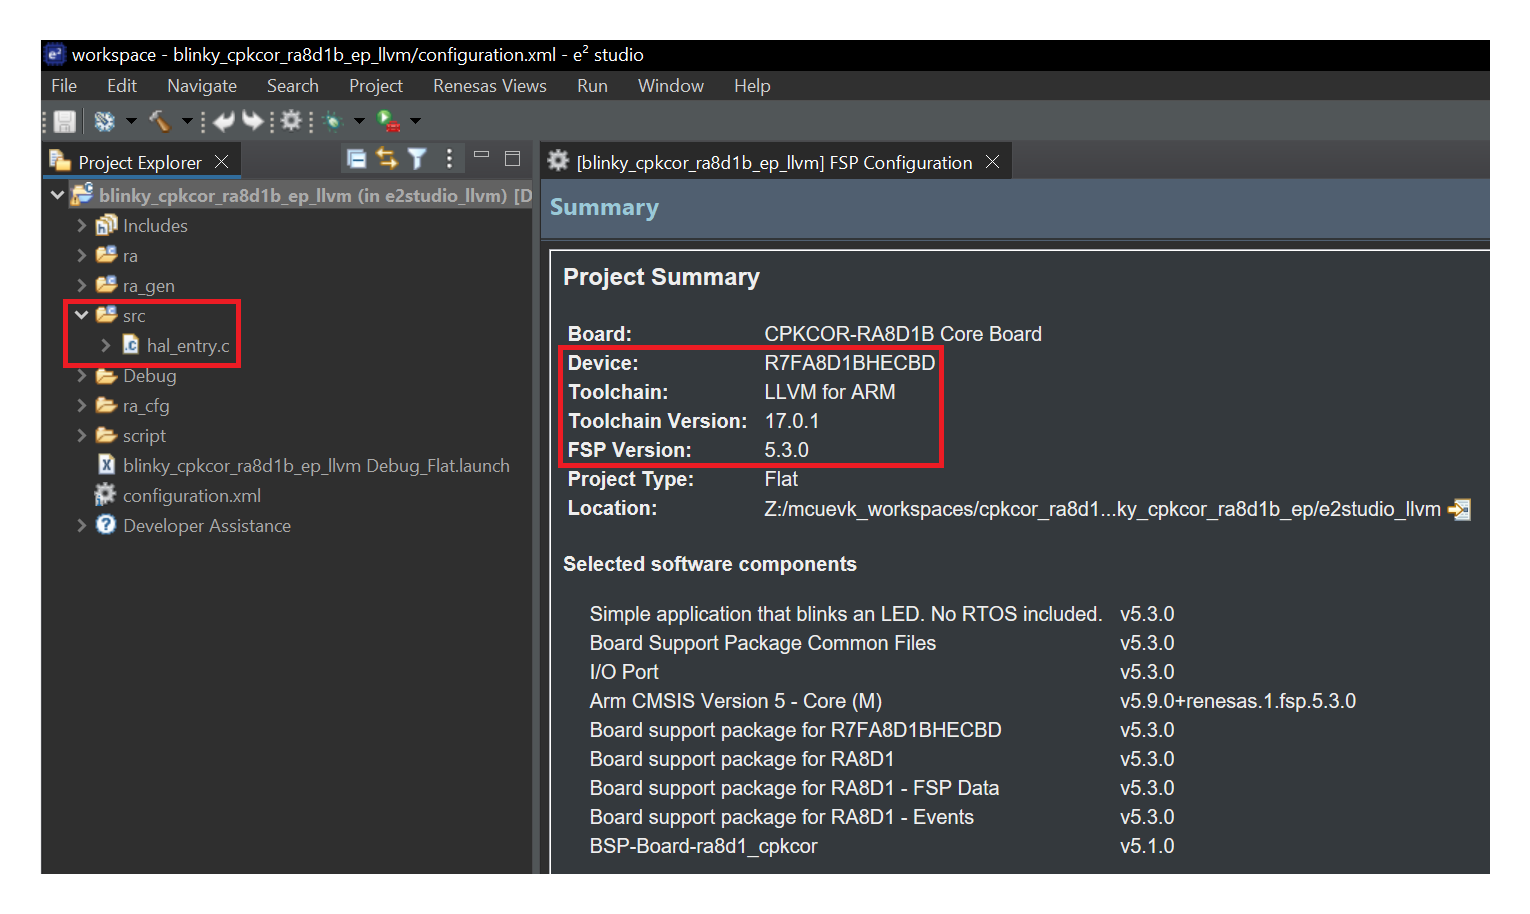 workspace - blinky_cpkcor_ra8d1b_ep_llvm/configuration.xml - e² studio
File Edit Navigate Search Project Renesas Views Run Window Help
Project Explorer
blinky_cpkcor_ra8d1b_ep_llvm (in e2studio_llvm) [D
Includes
ra
ra_gen
src
hal_entry.c
Debug
ra_cfg
script
blinky_cpkcor_ra8d1b_ep_llvm Debug_Flat.launch
configuration.xml
Developer Assistance
[blinky_cpkcor_ra8d1b_ep_llvm] FSP Configuration
Summary
Project Summary
Board: CPKCOR-RA8D1B Core Board
Device: R7FA8D1BHECBD
Toolchain: LLVM for ARM
Toolchain Version: 17.0.1
FSP Version: 5.3.0
Project Type: Flat
Location: Z:/mcuevk_workspaces/cpkcor_ra8d1...ky_cpkcor_ra8d1b_ep/e2studio_llvm
Selected software components
Simple application that blinks an LED. No RTOS included. v5.3.0
Board Support Package Common Files v5.3.0
I/O Port v5.3.0
Arm CMSIS Version 5 - Core (M) v5.9.0+renesas.1.fsp.5.3.0
Board support package for R7FA8D1BHECBD v5.3.0
Board support package for RA8D1 v5.3.0
Board support package for RA8D1 - FSP Data v5.3.0
Board support package for RA8D1 - Events v5.3.0
BSP-Board-ra8d1_cpkcor v5.1.0